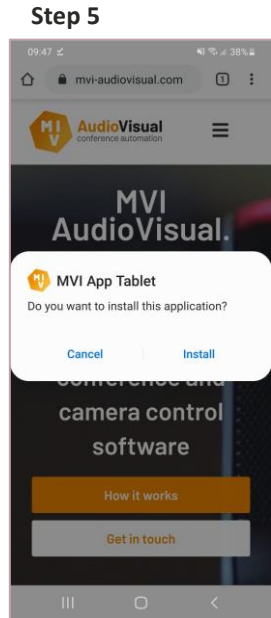 Step 5
09:47
38%
mvi-audiovisual.com
1
MVI
AudioVisual
conference automation
MVI
AudioVisual.
MVI App Tablet
Do you want to install this application?
Cancel
Install
conference and
camera control
software
How it works
Get in touch